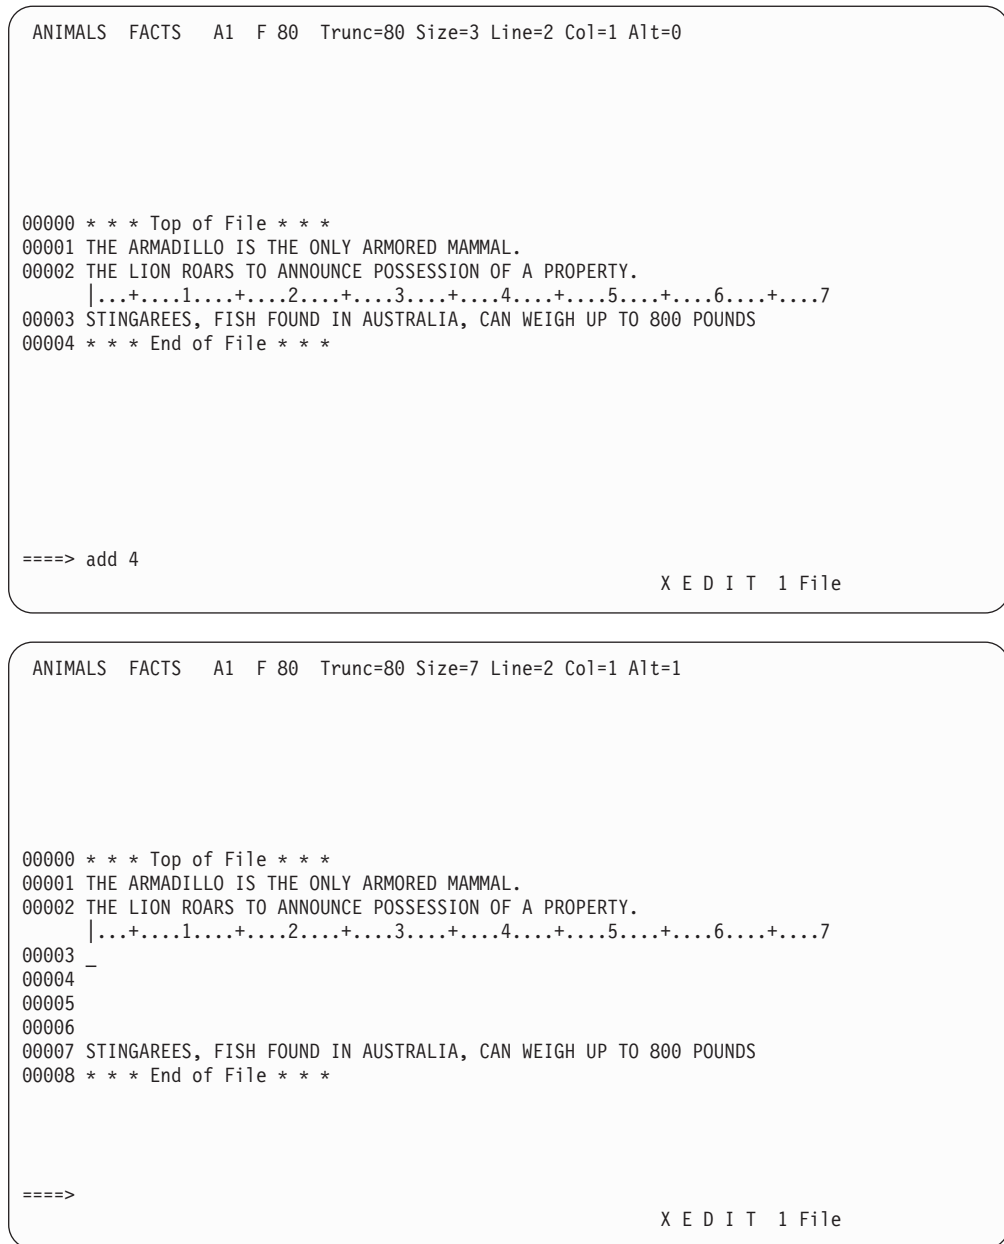 ANIMALS  FACTS   A1  F 80  Trunc=80 Size=3 Line=2 Col=1 Alt=0
00000 * * * Top of File * * *
00001 THE ARMADILLO IS THE ONLY ARMORED MAMMAL.
00002 THE LION ROARS TO ANNOUNCE POSSESSION OF A PROPERTY.
|...+....1....+....2....+....3....+....4....+....5....+....6....+....7
00003 STINGAREES, FISH FOUND IN AUSTRALIA, CAN WEIGH UP TO 800 POUNDS
00004 * * * End of File * * *
====> add 4
X E D I T  1 File
ANIMALS  FACTS   A1  F 80  Trunc=80 Size=7 Line=2 Col=1 Alt=1
00000 * * * Top of File * * *
00001 THE ARMADILLO IS THE ONLY ARMORED MAMMAL.
00002 THE LION ROARS TO ANNOUNCE POSSESSION OF A PROPERTY.
|...+....1....+....2....+....3....+....4....+....5....+....6....+....7
00003 _
00004
00005
00006
00007 STINGAREES, FISH FOUND IN AUSTRALIA, CAN WEIGH UP TO 800 POUNDS
00008 * * * End of File * * *
====>
X E D I T  1 File